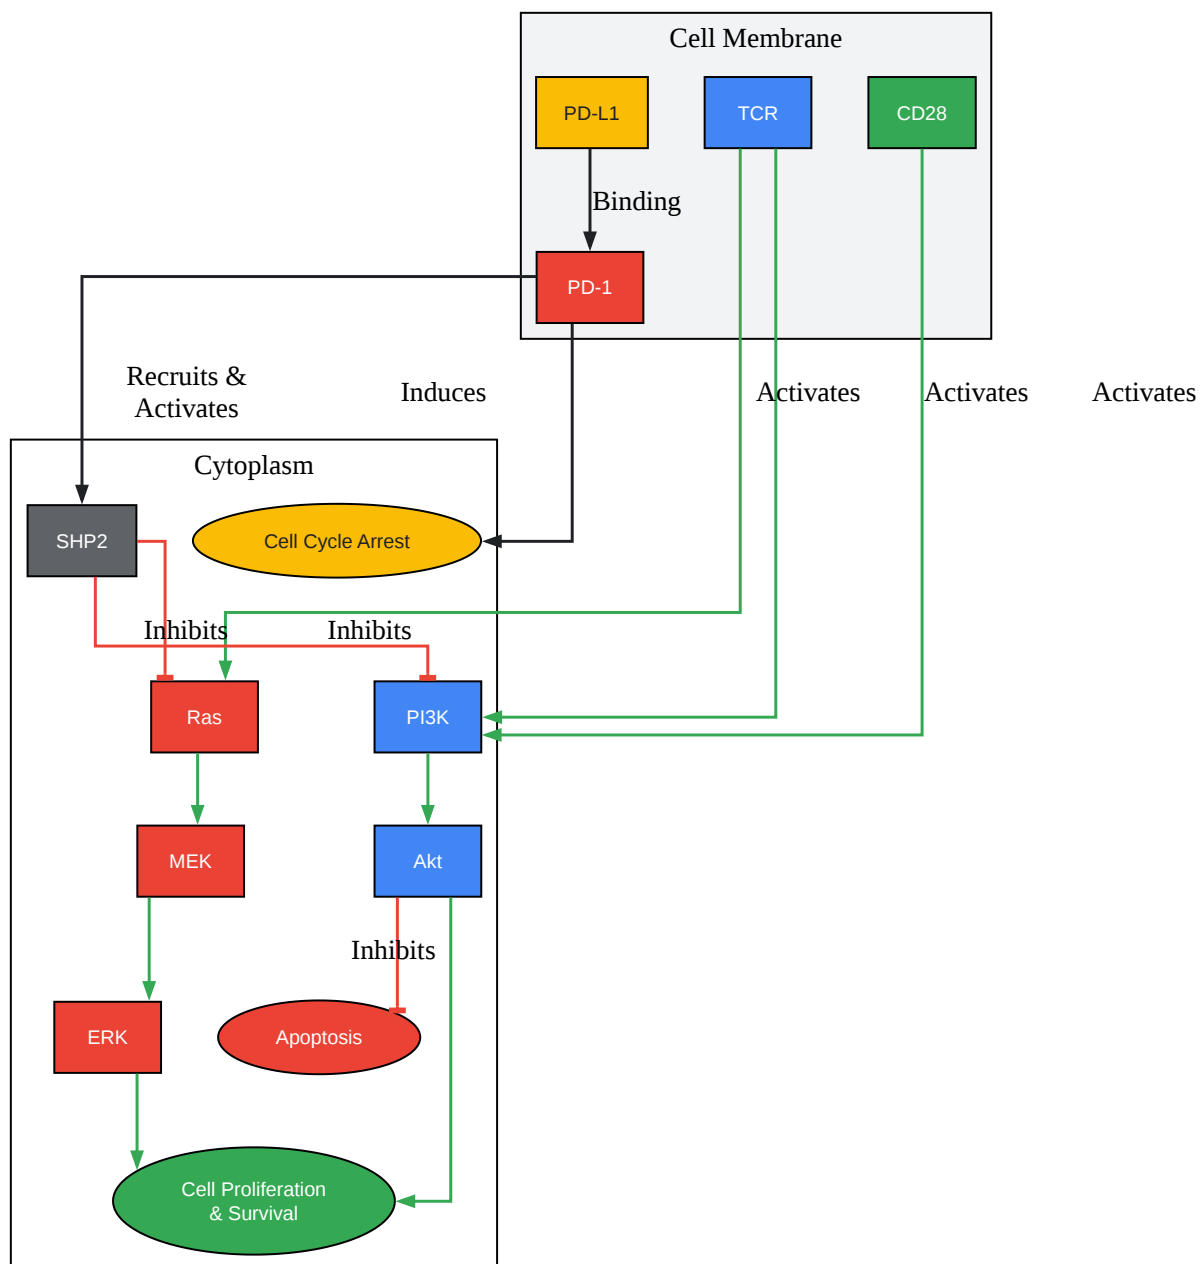 Cell Membrane
PD-L1
TCR
CD28
Binding
PD-1
Recruits &
Activates
Induces
Activates
Activates
Activates
Cytoplasm
SHP2
Cell Cycle Arrest
Inhibits
Inhibits
Ras
PI3K
MEK
Akt
Inhibits
ERK
Apoptosis
Cell Proliferation
& Survival